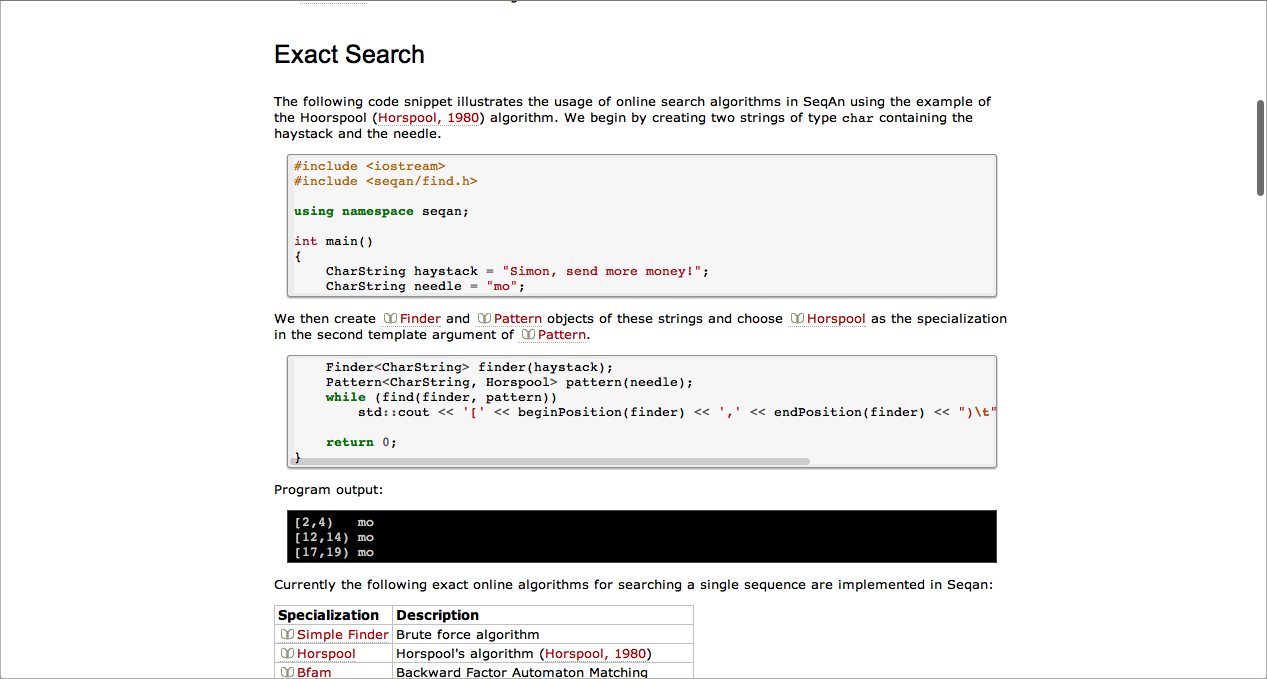 Exact Search
The following code snippet illustrates the usage of online search algorithms in SeqAn using the example of
the Hoorspool (Horspool, 1980) algorithm. We begin by creating two strings of type char containing the
haystack and the needle.
#include <iostream>
#include <seqan/find.h>
using namespace seqan;
int main()
{
    CharString haystack = "Simon, send more money!";
    CharString needle = "mo";
We then create Finder and Pattern objects of these strings and choose Horspool as the specialization
in the second template argument of Pattern.
    Finder<CharString> finder(haystack);
    Pattern<CharString, Horspool> pattern(needle);
    while (find(finder, pattern))
        std::cout << '[' << beginPosition(finder) << ',' << endPosition(finder) << ")\t"
    return 0;
}
Program output:
[2,4)   mo
[12,14) mo
[17,19) mo
Currently the following exact online algorithms for searching a single sequence are implemented in Seqan:
Specialization Description
Simple Finder Brute force algorithm
Horspool Horspool's algorithm (Horspool, 1980)
Bfam Backward Factor Automaton Matching